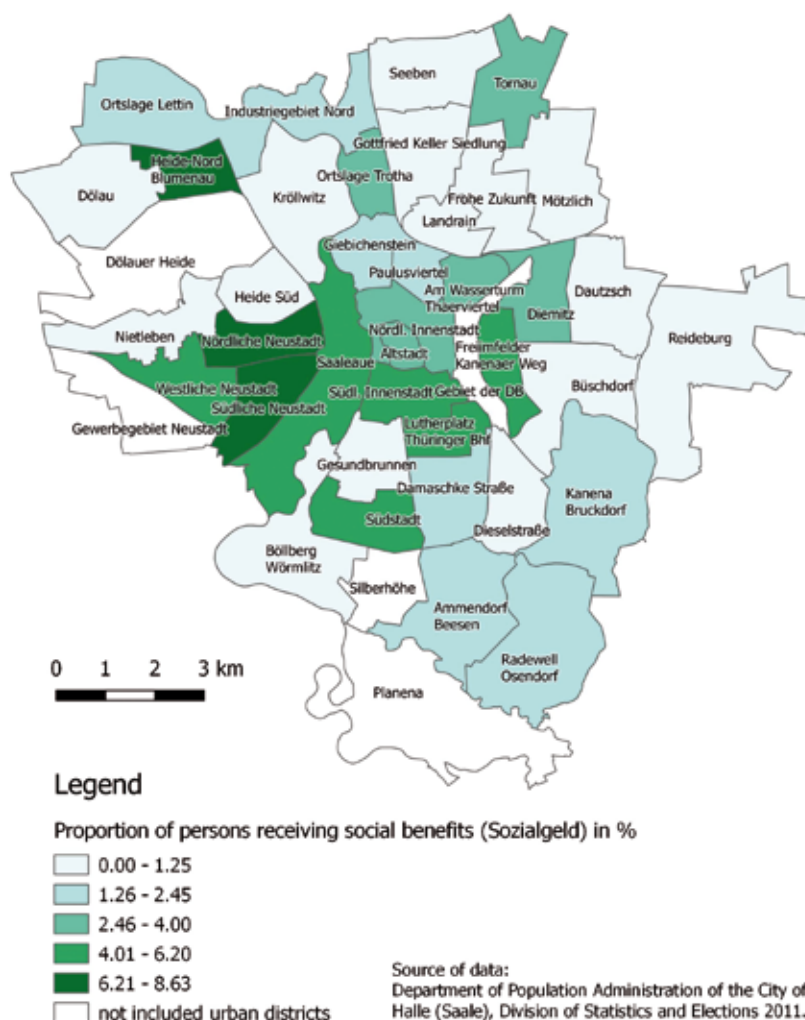 Seeben
Tornau
Ortslage Lettin
Industriegebiet Nord
Gottfried Keller Siedlung
Heide-Nord
Blumenau
Ortslage Trotha
Dölau
Kröllwitz
Frohe Zukunft
Mötzlich
Landrain
Giebichenstein
Dölauer Heide
Paulusviertel
Am Wasserturm
Thaerviertel
Heide Süd
Dautzsch
Diemitz
Nietleben
Nördl. Innenstadt
Reideburg
Nördliche Neustadt
Altstadt
Freiimfelder
Kanenaer Weg
Saaleaue
Westliche Neustadt
Südl. Innenstadt
Gebiet der DB
Büschdorf
Südliche Neustadt
Gewerbegebiet Neustadt
Lutherplatz
Thüringer Bhf
Gesundbrunnen
Damaschke Straße
Kanena
Bruckdorf
Südstadt
Dieselstraße
Böllberg
Wörmlitz
Silberhöhe
Ammendorf
Beesen
Radewell
Osendorf
Planena
0 1 2 3 km
Legend
Proportion of persons receiving social benefits (Sozialgeld) in %
0.00 - 1.25
1.26 - 2.45
2.46 - 4.00
4.01 - 6.20
6.21 - 8.63
not included urban districts
Source of data:
Department of Population Administration of the City of
Halle (Saale), Division of Statistics and Elections 2011.